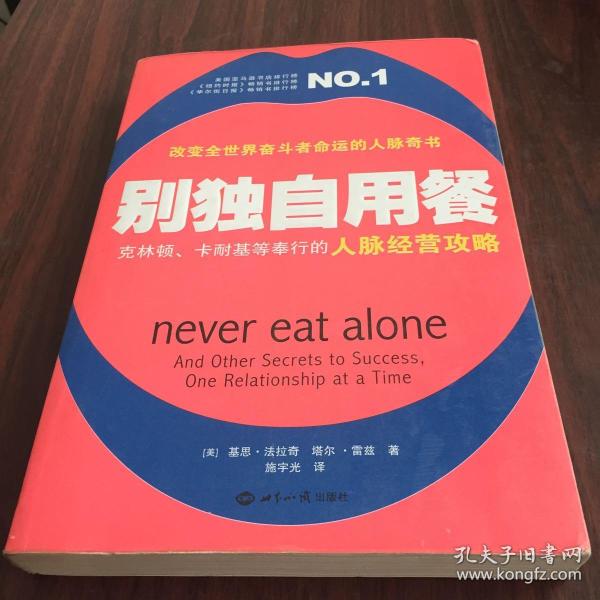 美国亚马逊书店排行榜
《纽约时报》畅销书排行榜
《华尔街日报》畅销书排行榜
NO.1
改变全世界奋斗者命运的人脉奇书
别独自用餐
克林顿、卡耐基等奉行的人脉经营攻略
never eat alone
And Other Secrets to Success,
One Relationship at a Time
[美] 基思·法拉奇 塔尔·雷兹 著
施宇光 译
世界知识出版社
孔夫子旧书网
www.kongfz.com